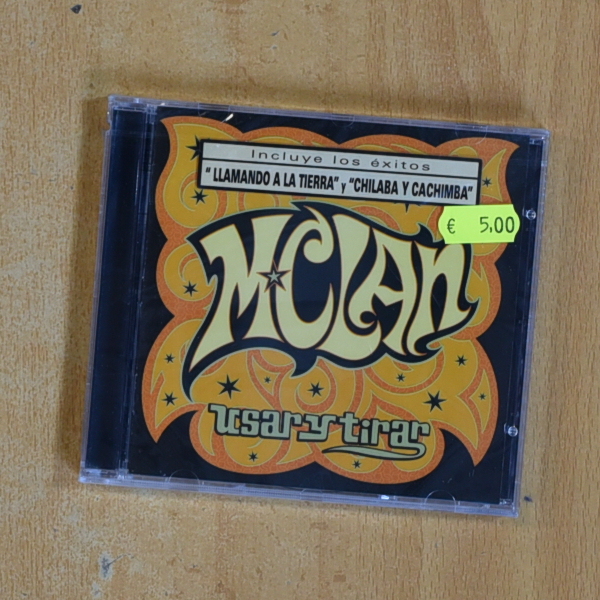 Incluye los éxitos
"LLAMANDO A LA TIERRA" y "CHILABA Y CACHIMBA"
€ 5,00
M★CLAN
usar y tirar